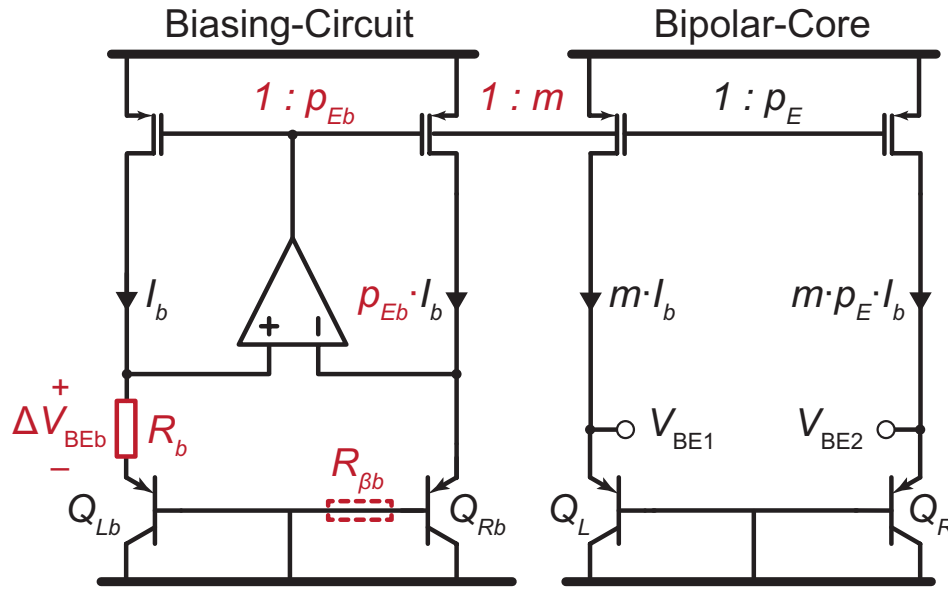 Biasing-Circuit Bipolar-Core
1 : pEb 1 : m 1 : pE
Ib pEb·Ib m·Ib m·pE·Ib
+ −
+
ΔVBEb Rb VBE1 VBE2
−
Rβb
QLb QRb QL QR